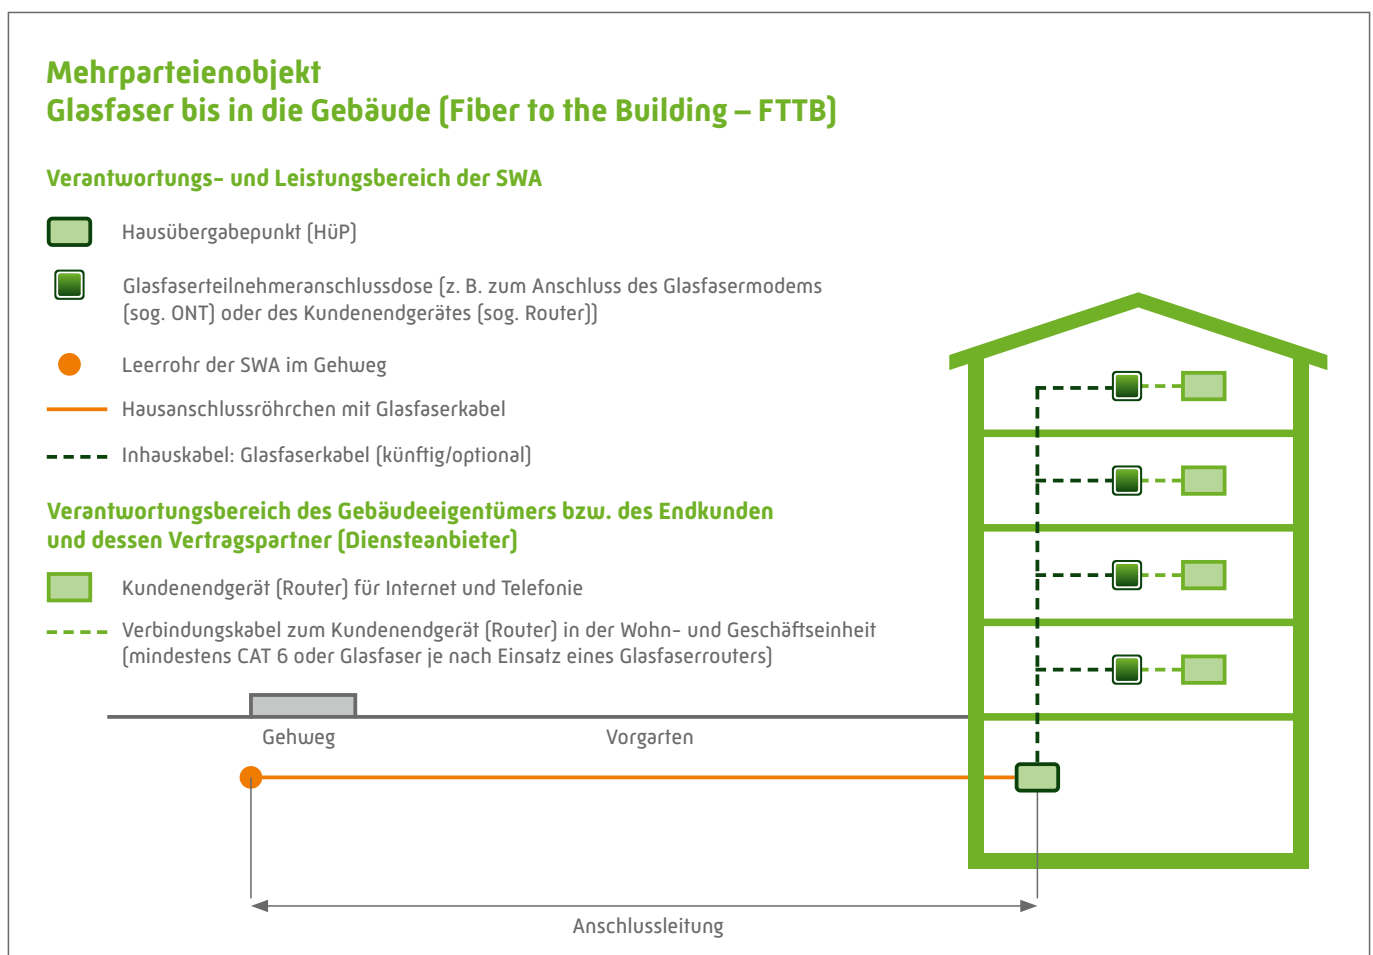 Mehrparteienobjekt
Glasfaser bis in die Gebäude (Fiber to the Building – FTTB)
Verantwortungs- und Leistungsbereich der SWA
Hausübergabepunkt (HüP)
Glasfaserteilnehmeranschlussdose (z. B. zum Anschluss des Glasfasermodems
(sog. ONT) oder des Kundenendgerätes (sog. Router))
Leerrohr der SWA im Gehweg
Hausanschlussröhrchen mit Glasfaserkabel
Inhauskabel: Glasfaserkabel (künftig/optional)
Verantwortungsbereich des Gebäudeeigentümers bzw. des Endkunden
und dessen Vertragspartner (Diensteanbieter)
Kundenendgerät (Router) für Internet und Telefonie
Verbindungskabel zum Kundenendgerät (Router) in der Wohn- und Geschäftseinheit
(mindestens CAT 6 oder Glasfaser je nach Einsatz eines Glasfaserrouters)
Gehweg
Vorgarten
Anschlussleitung